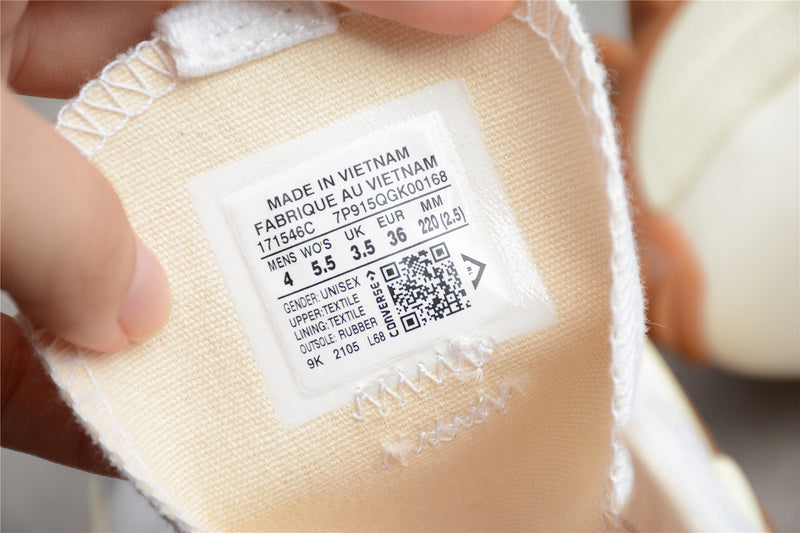 MADE IN VIETNAM
FABRIQUE AU VIETNAM
171546C 7P915QGK00168
MENS WO'S UK EUR MM
4 5.5 3.5 36 220 (2.5)
GENDER: UNISEX
UPPER: TEXTILE
LINING: TEXTILE
OUTSOLE: RUBBER
9K 2105 L68
CONVERSE